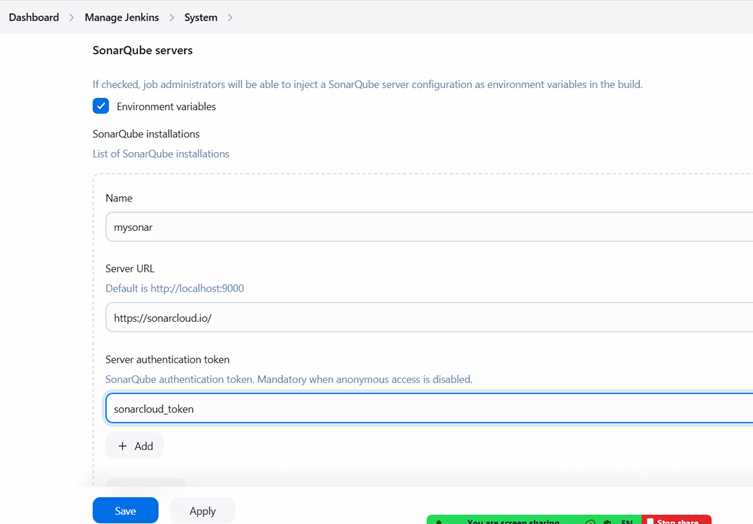 Dashboard > Manage Jenkins > System >
SonarQube servers
If checked, job administrators will be able to inject a SonarQube server configuration as environment variables in the build.
Environment variables
SonarQube installations
List of SonarQube installations
Name
mysonar
Server URL
Default is http://localhost:9000
https://sonarcloud.io/
Server authentication token
SonarQube authentication token. Mandatory when anonymous access is disabled.
sonarcloud_token
+ Add
Save Apply
You are screen sharing EN Stop share